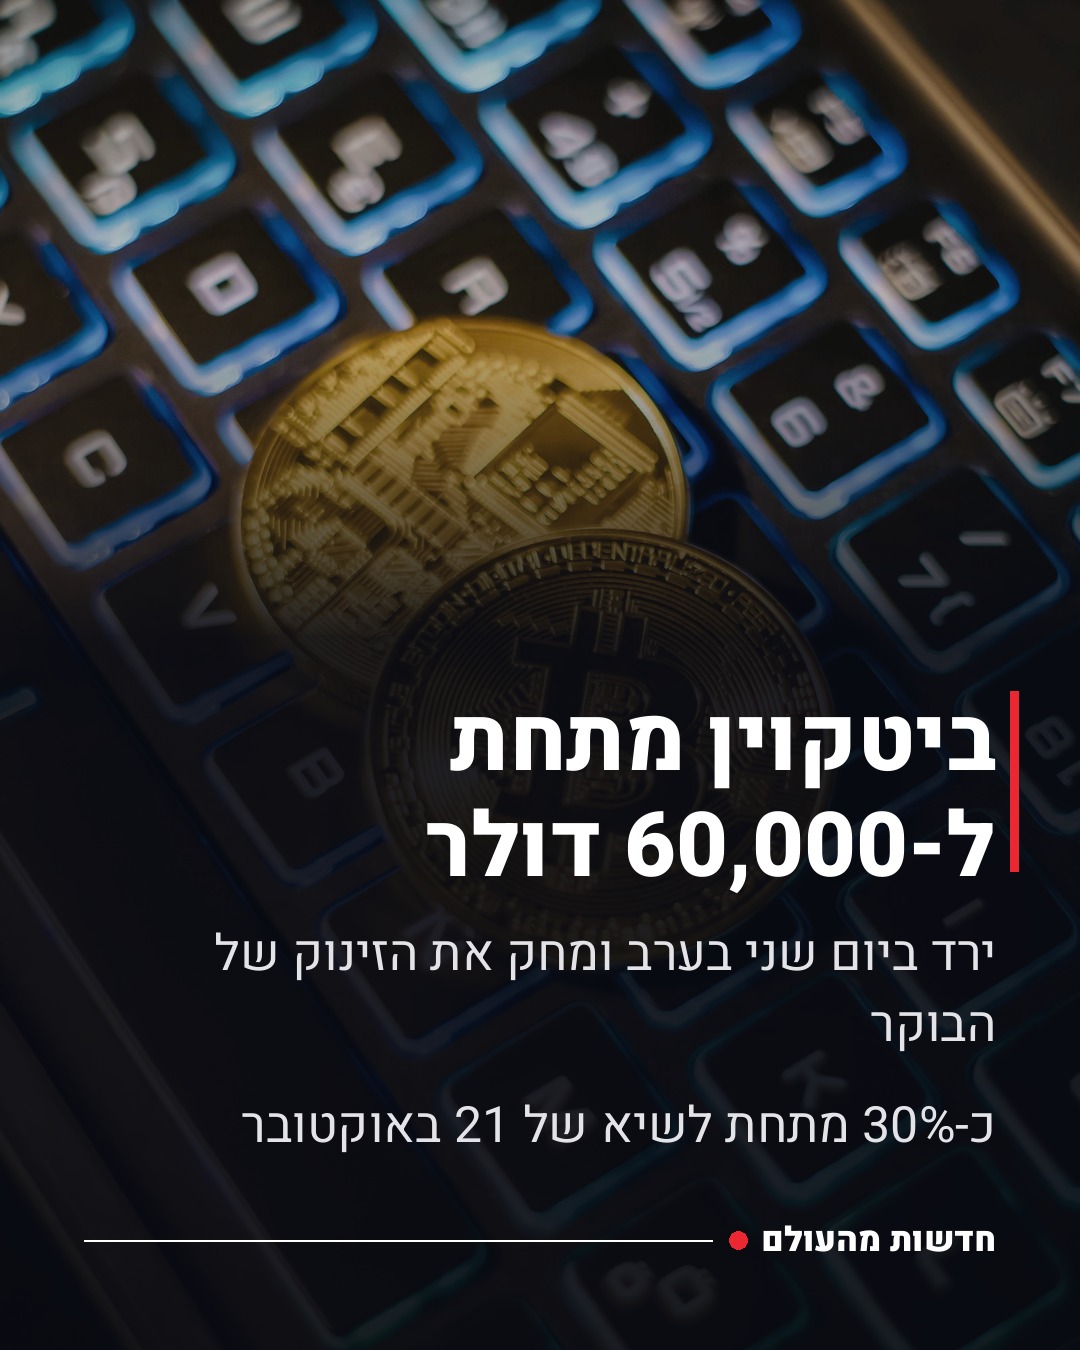 ביטקוין מתחת
ל-60,000 דולר
ירד ביום שני בערב ומחק את הזינוק של
הבוקר
כ-30% מתחת לשיא של 21 באוקטובר
חדשות מהעולם